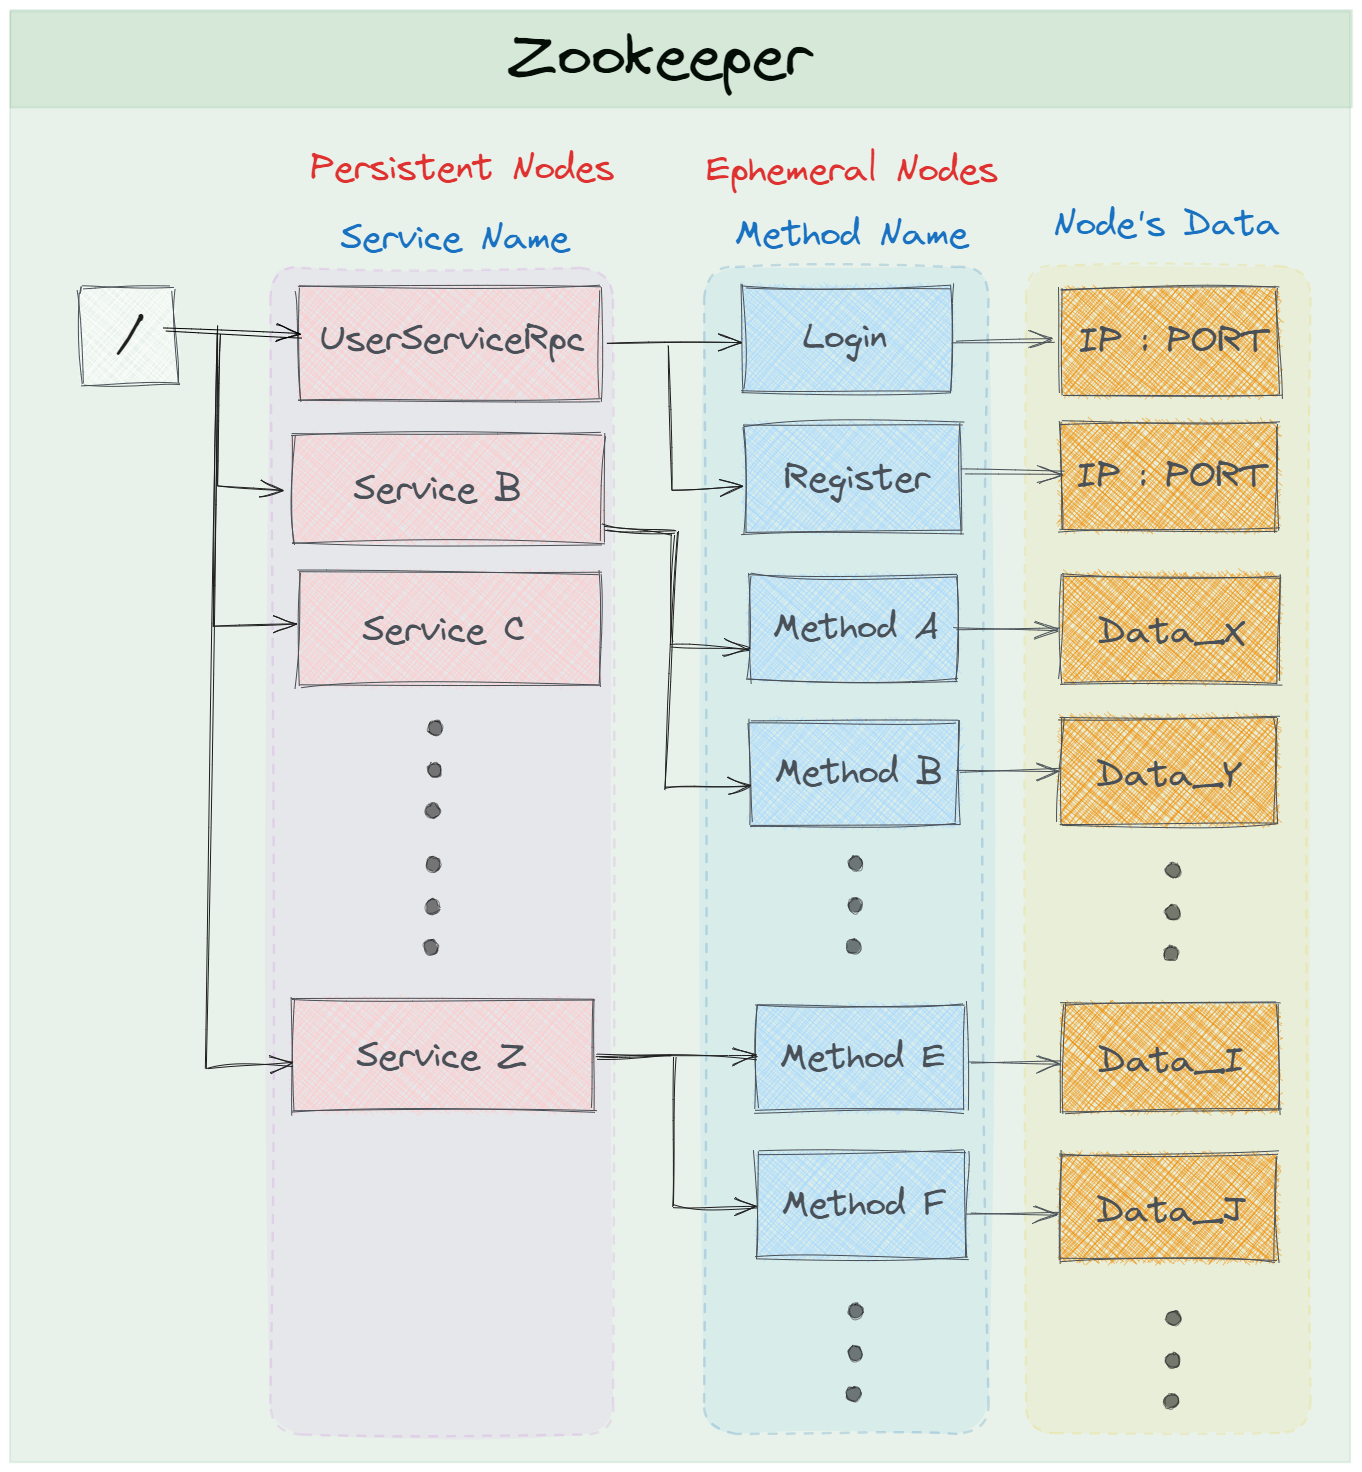 Zookeeper
Persistent Nodes
Ephemeral Nodes
Service Name
Method Name
Node's Data
/
UserServiceRpc
Login
IP : PORT
Service B
Register
IP : PORT
Service C
Method A
Data_X
Method B
Data_Y
Service Z
Method E
Data_I
Method F
Data_J